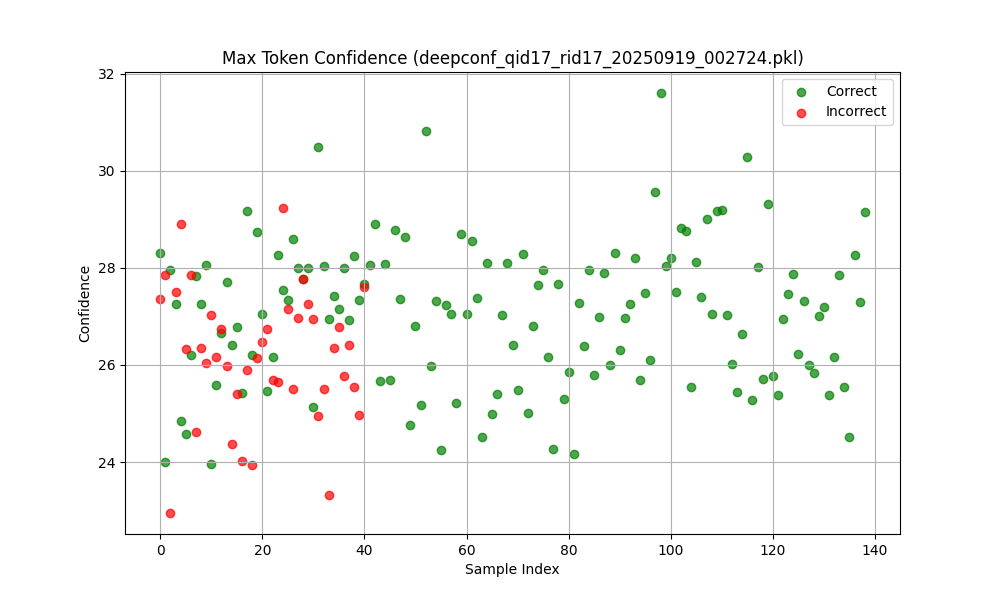 Max Token Confidence (deepconf_qid17_rid17_20250919_002724.pkl)
Correct
Incorrect
Confidence
32
30
28
26
24
0 20 40 60 80 100 120 140
Sample Index